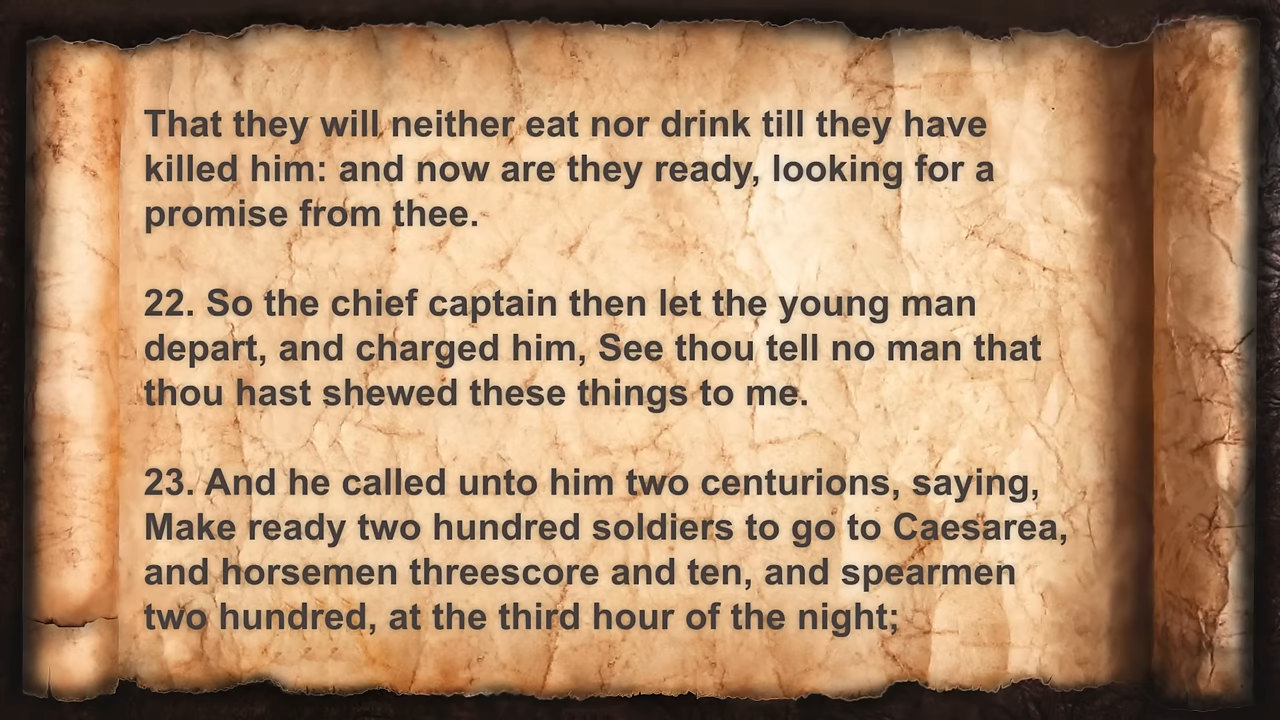 That they will neither eat nor drink till they have
killed him: and now are they ready, looking for a
promise from thee.
22. So the chief captain then let the young man
depart, and charged him, See thou tell no man that
thou hast shewed these things to me.
23. And he called unto him two centurions, saying,
Make ready two hundred soldiers to go to Caesarea,
and horsemen threescore and ten, and spearmen
two hundred, at the third hour of the night;